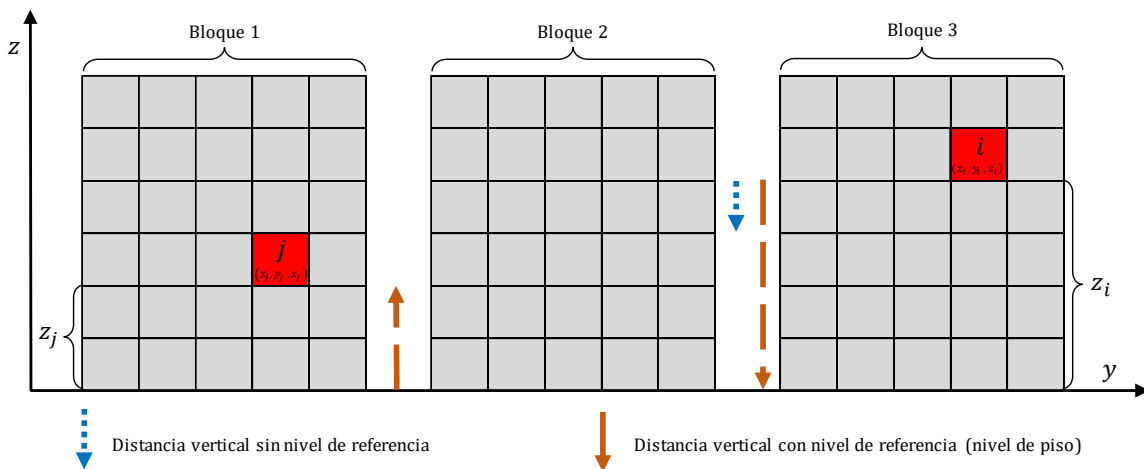 Bloque 1
Bloque 2
Bloque 3
z
i
(x_i, y_i, z_i)
j
(x_j, y_j, z_j)
z_j
z_i
y
Distancia vertical sin nivel de referencia
Distancia vertical con nivel de referencia (nivel de piso)